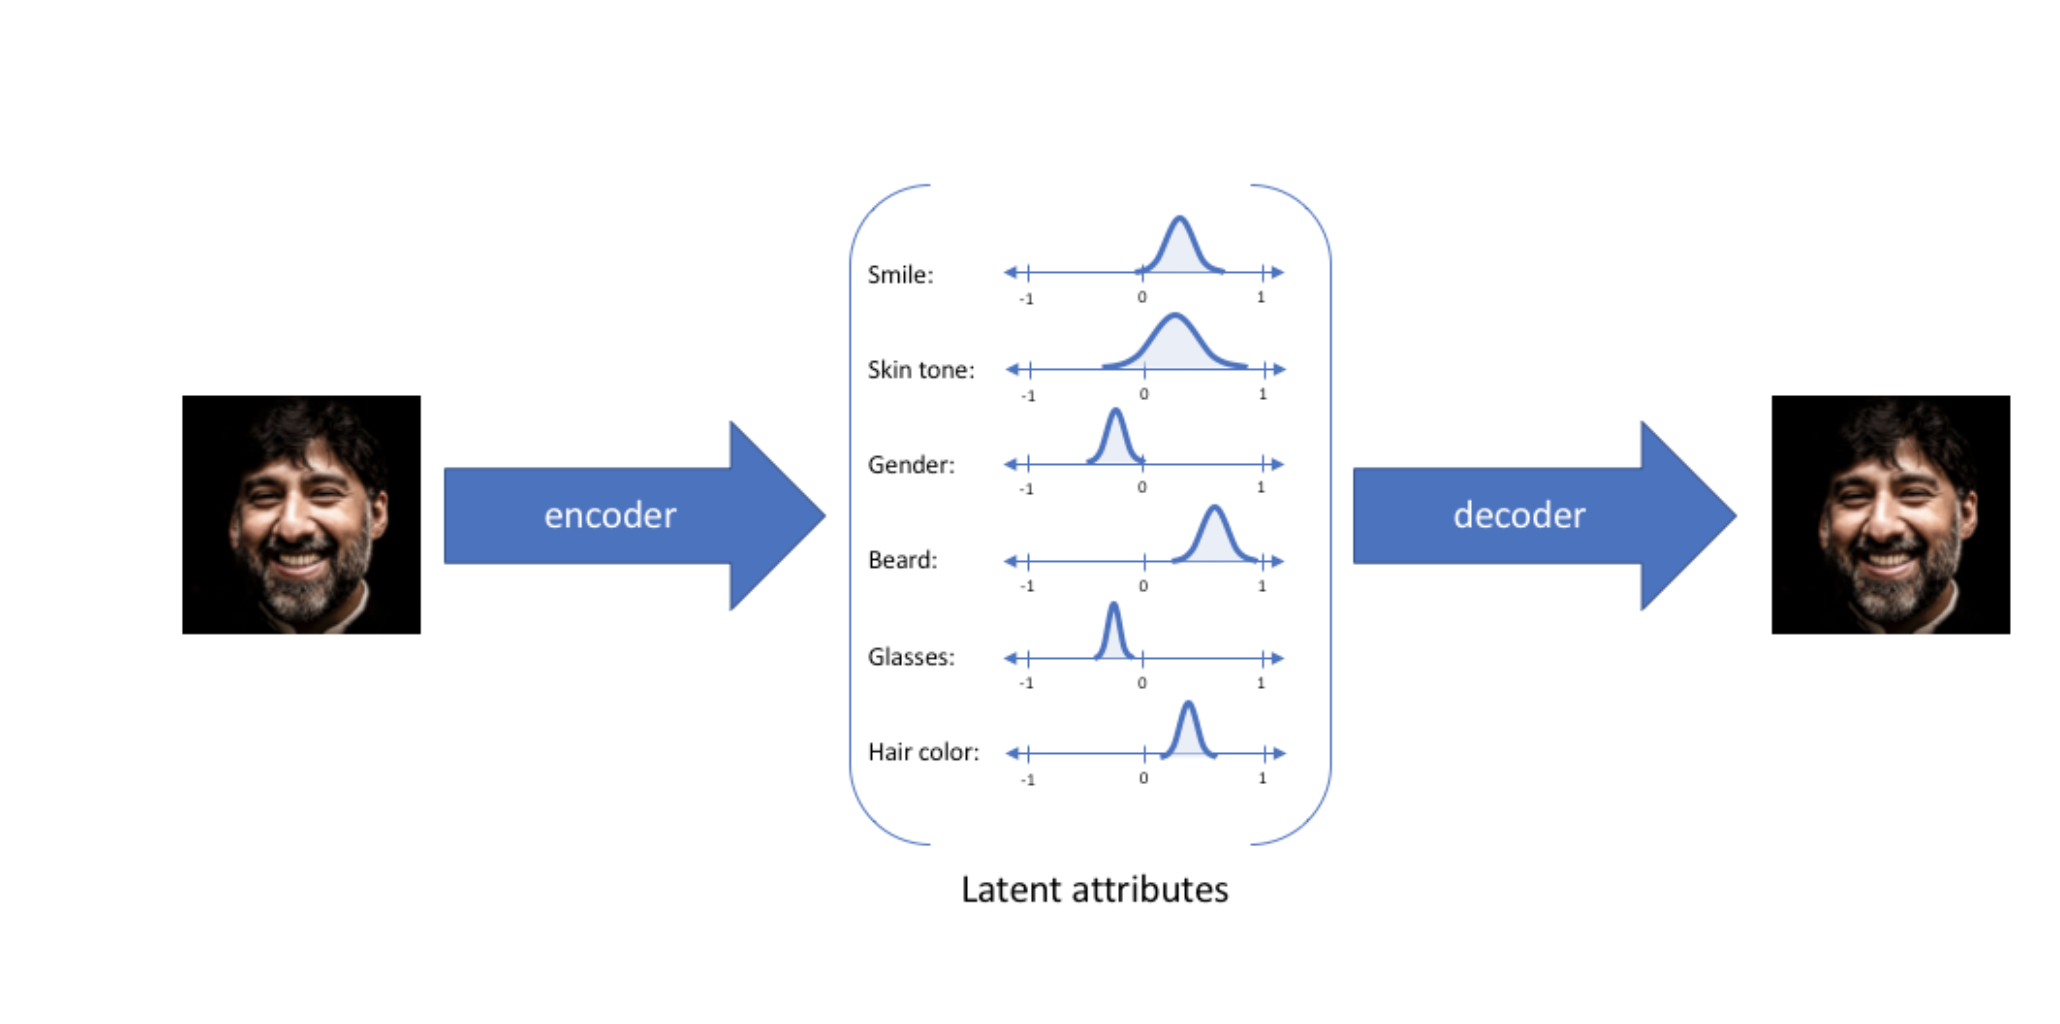 encoder
Smile:
-1 0 1
Skin tone:
-1 0 1
Gender:
-1 0 1
Beard:
-1 0 1
Glasses:
-1 0 1
Hair color:
-1 0 1
Latent attributes
decoder